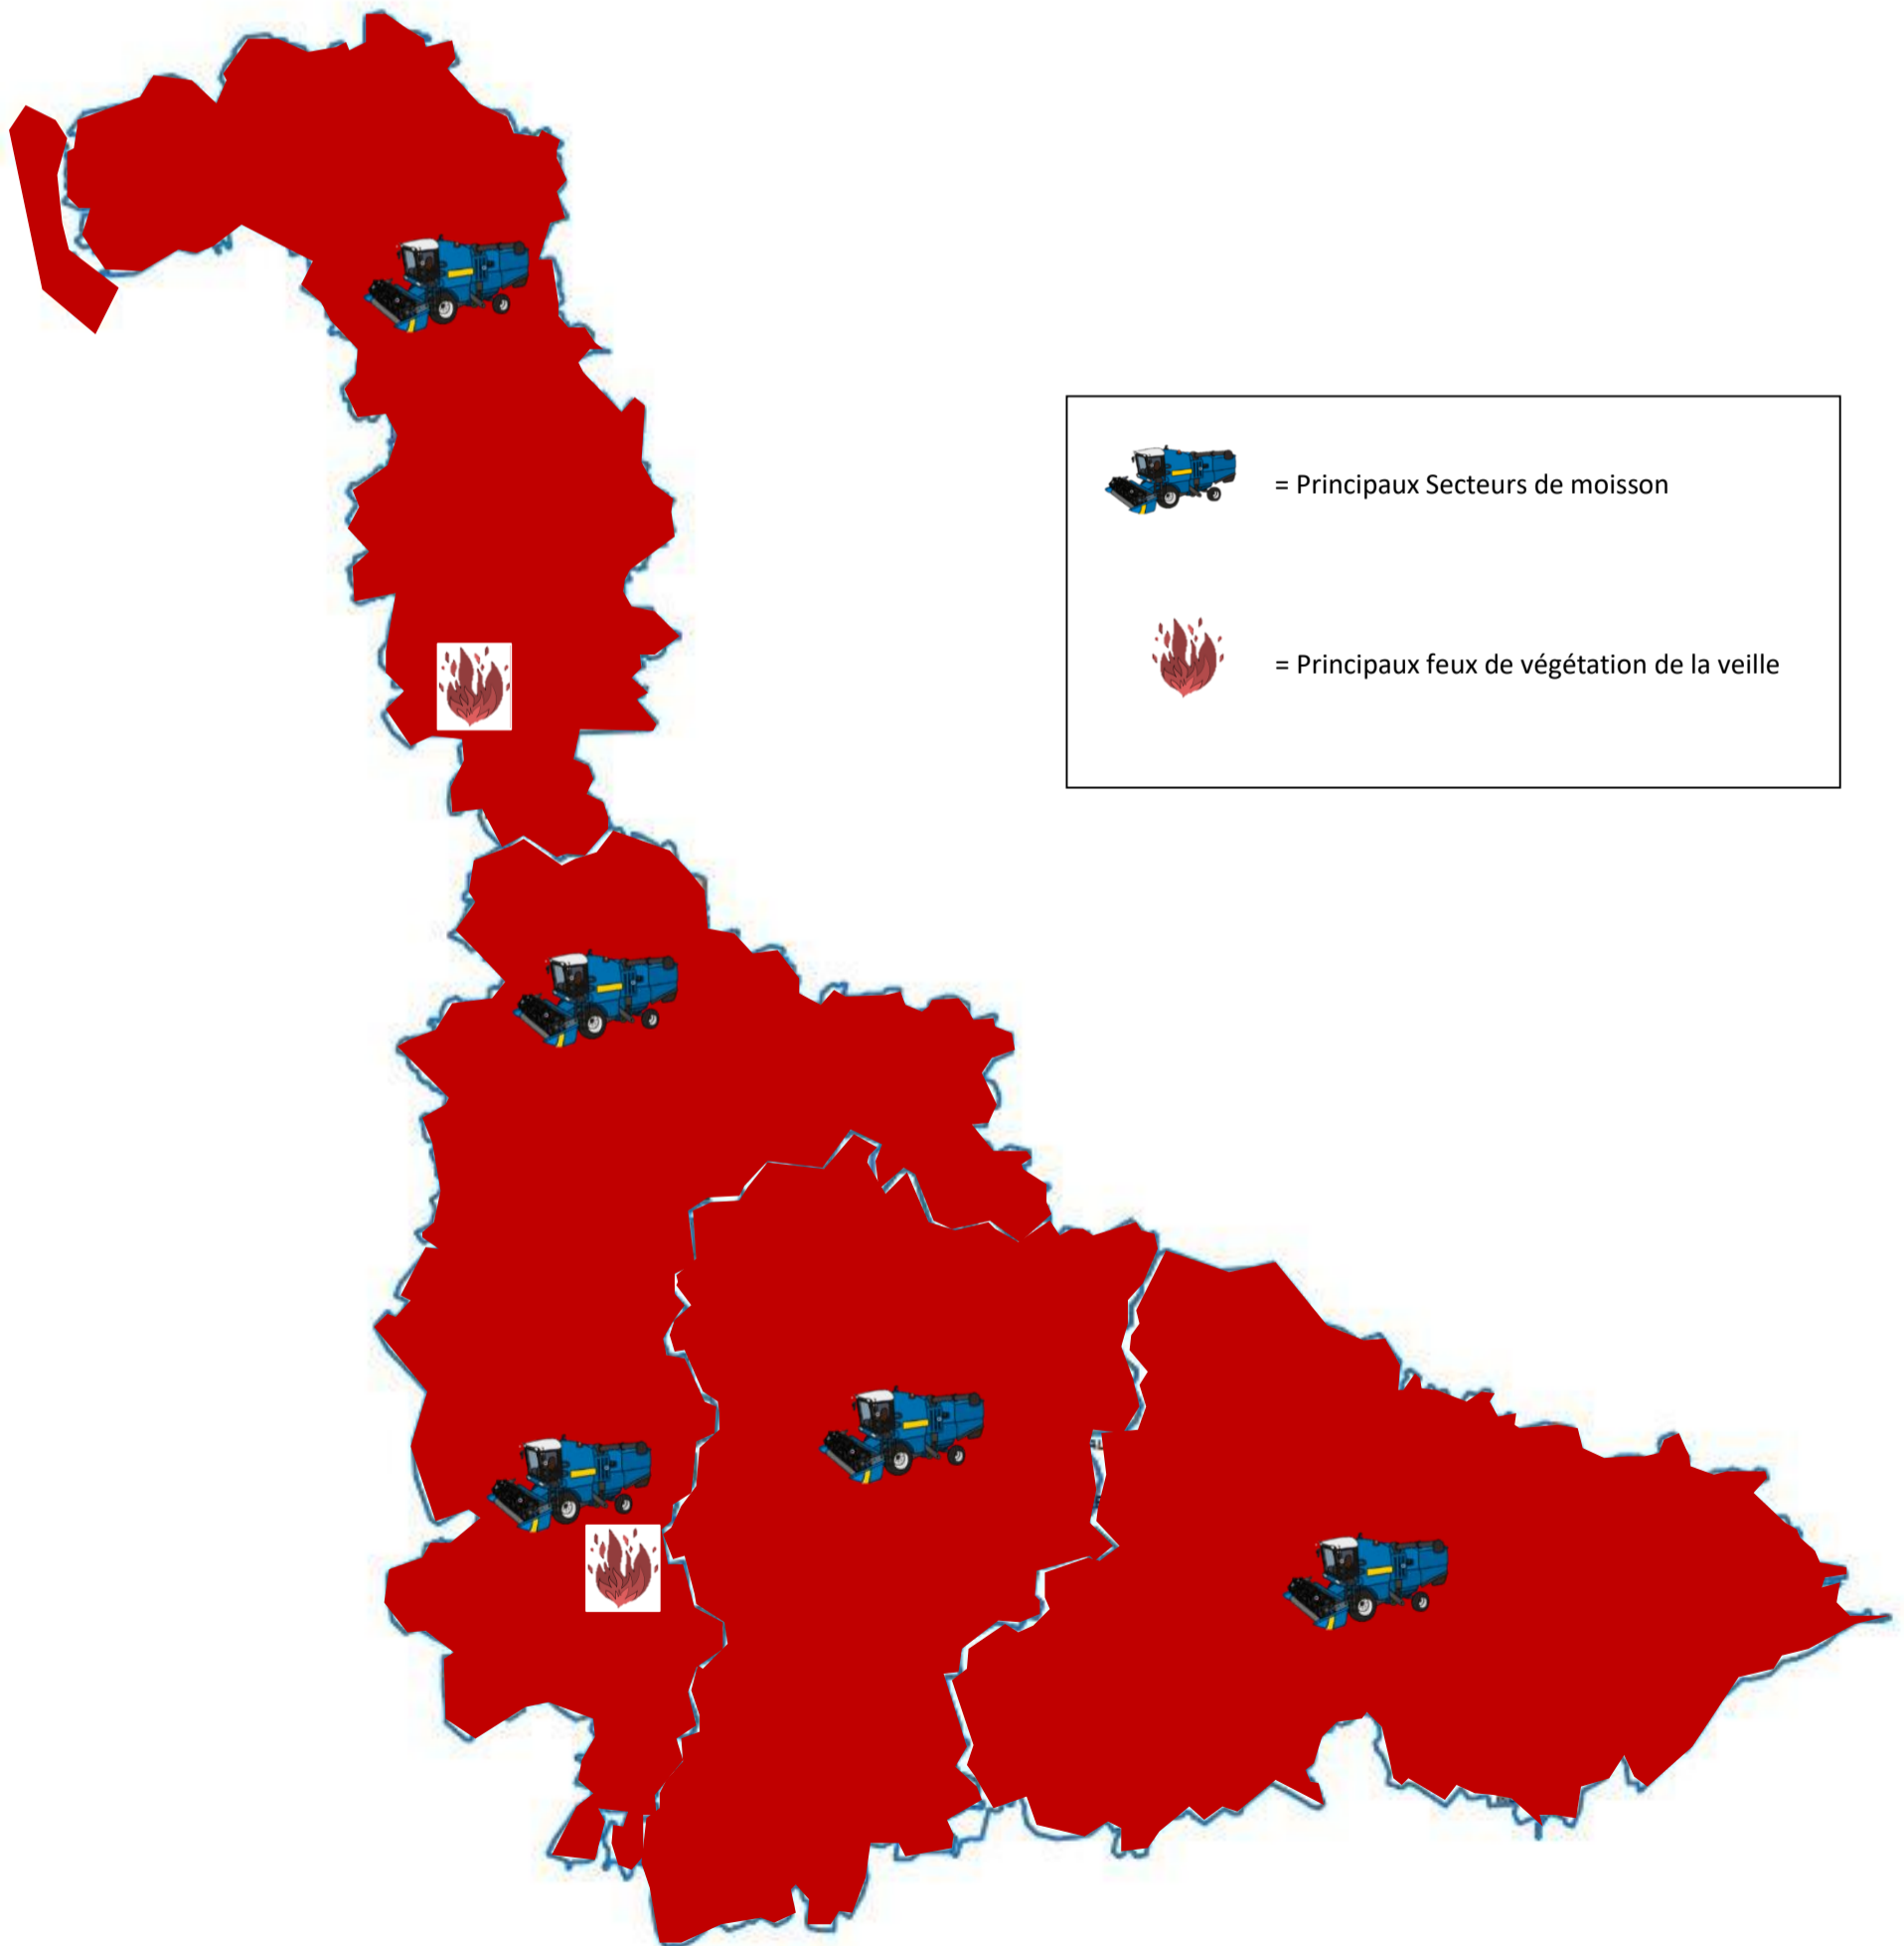 = Principaux Secteurs de moisson
= Principaux feux de végétation de la veille